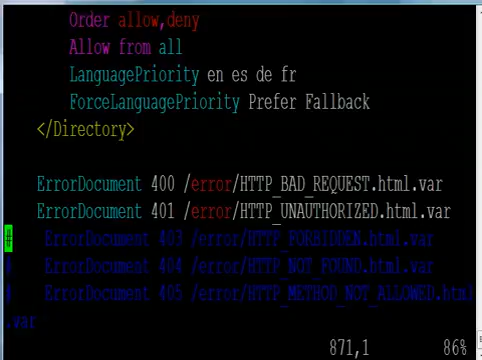 Order allow,deny
Allow from all
LanguagePriority en es de fr
ForceLanguagePriority Prefer Fallback
</Directory>
ErrorDocument 400 /error/HTTP_BAD_REQUEST.html.var
ErrorDocument 401 /error/HTTP_UNAUTHORIZED.html.var
# ErrorDocument 403 /error/HTTP_FORBIDDEN.html.var
# ErrorDocument 404 /error/HTTP_NOT_FOUND.html.var
# ErrorDocument 405 /error/HTTP_METHOD_NOT_ALLOWED.html
.var
871,1 86%